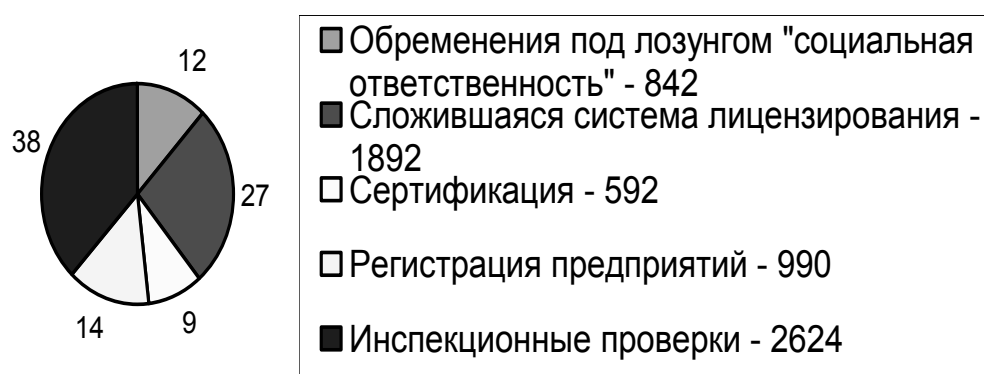 12
38
27
14
9
Обременения под лозунгом "социальная
ответственность" - 842
Сложившаяся система лицензирования -
1892
Сертификация - 592
Регистрация предприятий - 990
Инспекционные проверки - 2624